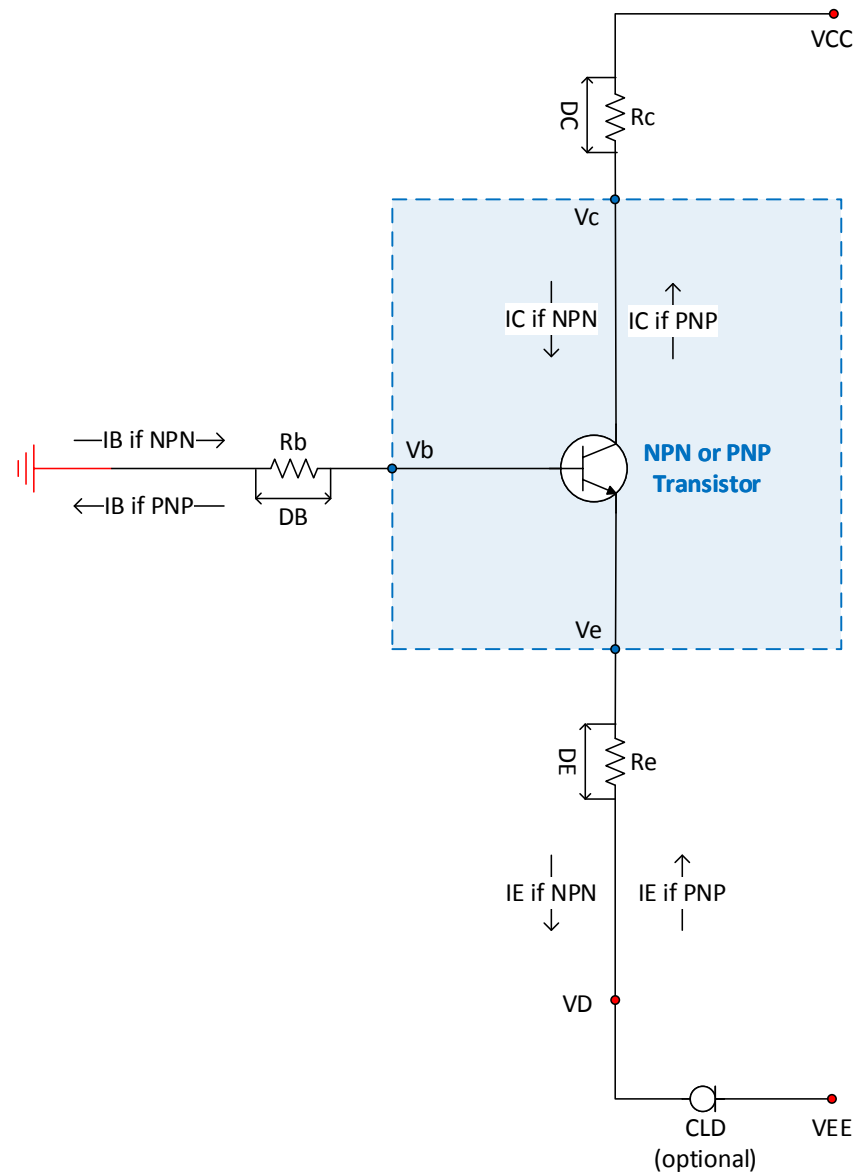 VCC
DC
Rc
Vc
IC if NPN
IC if PNP
IB if NPN
Rb
Vb
NPN or PNP
Transistor
IB if PNP
DB
Ve
DE
Re
IE if NPN
IE if PNP
VD
CLD
VEE
(optional)